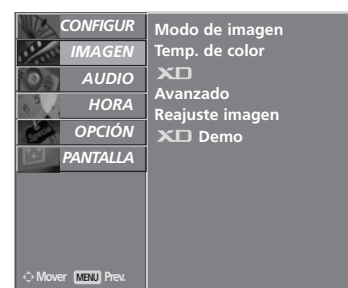 CONFIGUR
IMAGEN
AUDIO
HORA
OPCIÓN
PANTALLA
Modo de imagen
Temp. de color
XD
Avanzado
Reajuste imagen
XD Demo
Mover MENU Prev.